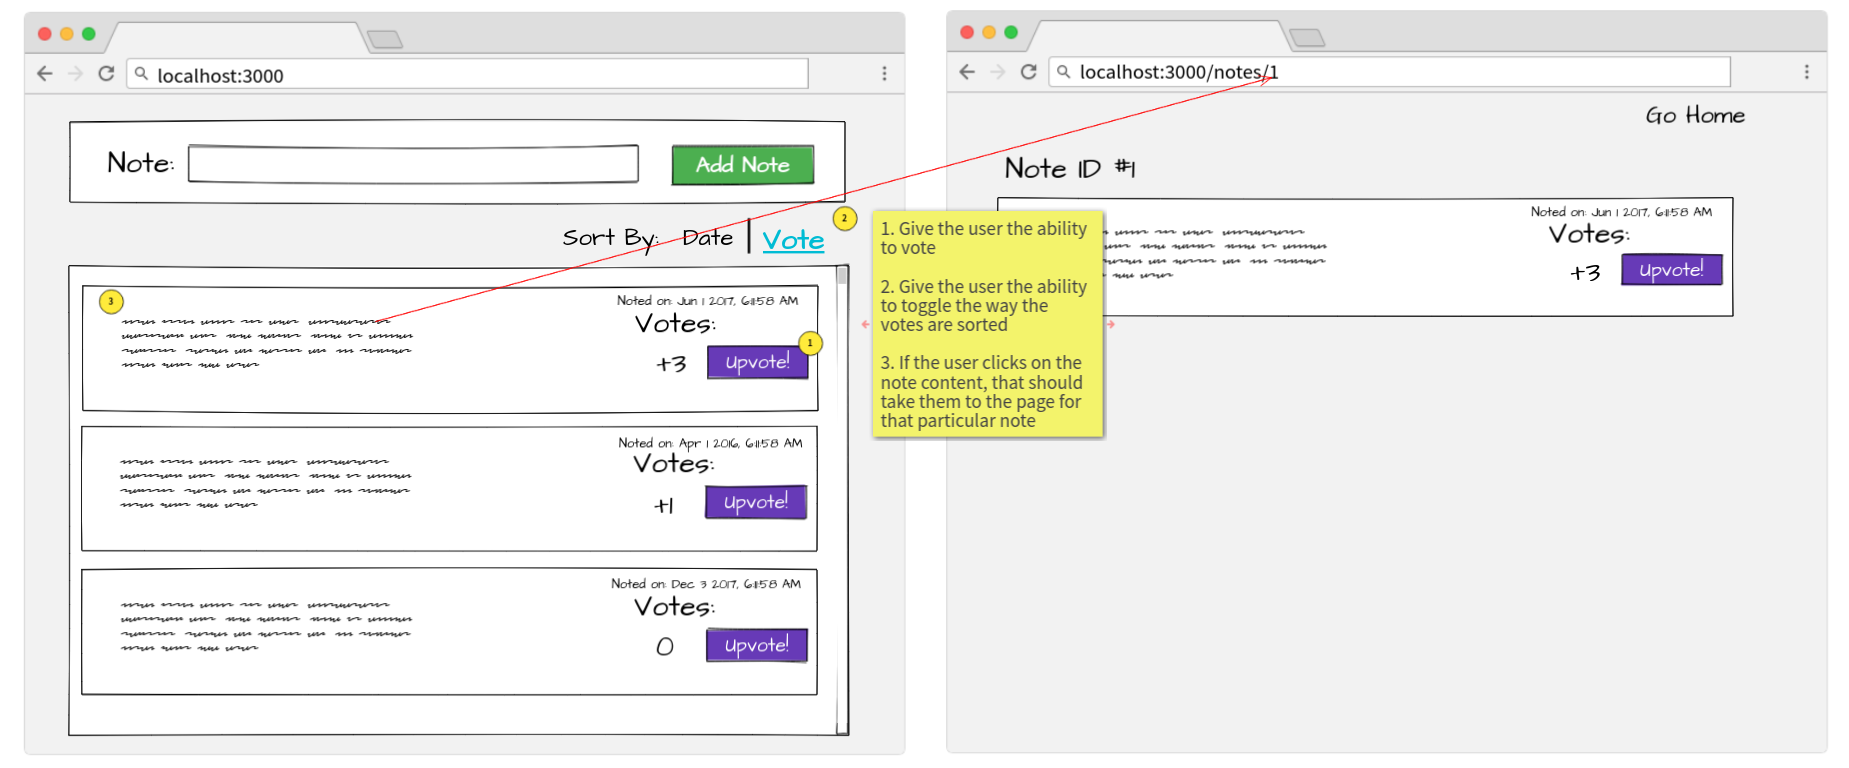 localhost:3000
Note:
Add Note
Sort By: Date | Vote
2
3
Noted on: Jun 1 2017, 6:11:58 AM
Votes:
1
+3 Upvote!
Noted on: Apr 1 2016, 6:11:58 AM
Votes:
+1 Upvote!
Noted on: Dec 3 2017, 6:11:58 AM
Votes:
0 Upvote!
1. Give the user the ability
to vote
2. Give the user the ability
to toggle the way the
votes are sorted
3. If the user clicks on the
note content, that should
take them to the page for
that particular note
localhost:3000/notes/1
Go Home
Note ID #1
Noted on: Jun 1 2017, 6:11:58 AM
Votes:
+3 Upvote!